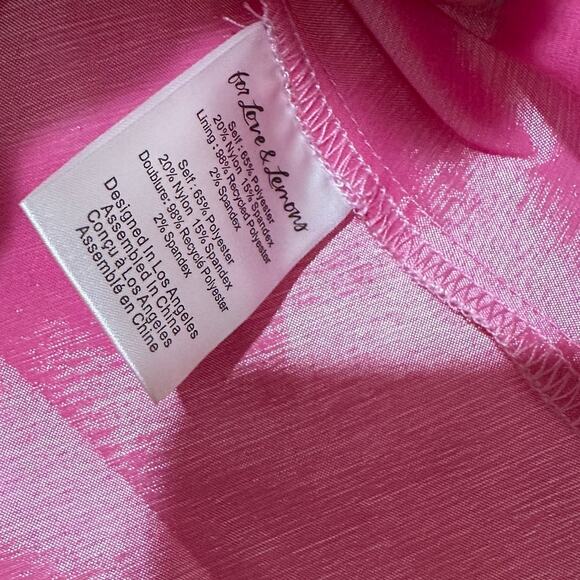 for Love & Lemons
Self : 65% Polyester
20% Nylon 15% Spandex
Lining : 98% Recycled Polyester
2% Spandex
Self : 65% Polyester
20% Nylon 15% Spandex
Doublure: 98% Recyclé Polyester
2% Spandex
Designed In Los Angeles
Assembled In China
Conçu à Los Angeles
Assemblé en Chine